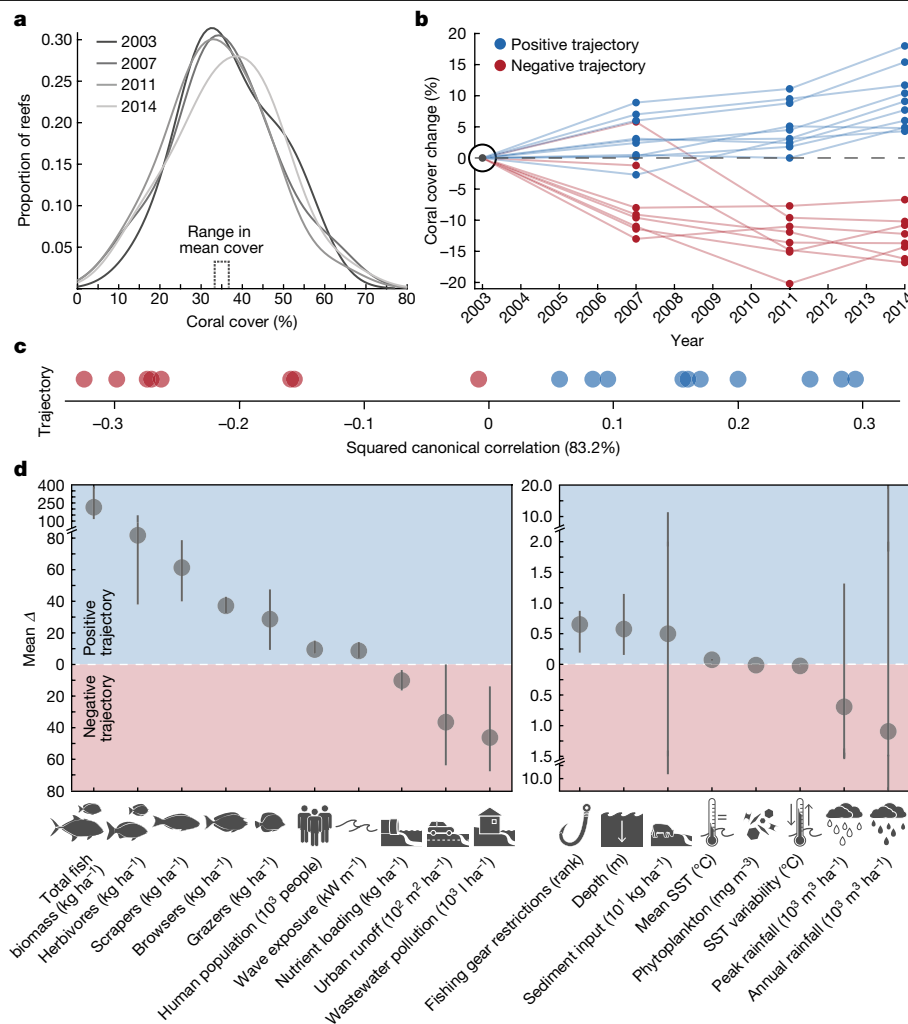 a
0.30
0.25
0.20
0.15
0.10
0.05
Proportion of reefs
2003
2007
2011
2014
Range in
mean cover
0 10 20 30 40 50 60 70 80
Coral cover (%)
b
20
15
10
5
0
−5
−10
−15
−20
Coral cover change (%)
Positive trajectory
Negative trajectory
2003 2004 2005 2006 2007 2008 2009 2010 2011 2012 2013 2014
Year
c
Trajectory
−0.3 −0.2 −0.1 0 0.1 0.2 0.3
Squared canonical correlation (83.2%)
d
Mean Δ
400
250
100
80
60
40
20
0
20
40
60
80
Positive
trajectory
Negative
trajectory
20.0
10.0
2.0
1.5
1.0
0.5
0
0.5
1.0
1.5
10.0
Total fish
biomass (kg ha⁻¹)
Herbivores (kg ha⁻¹)
Scrapers (kg ha⁻¹)
Browsers (kg ha⁻¹)
Grazers (kg ha⁻¹)
Human population (10³ people)
Wave exposure (kW m⁻¹)
Nutrient loading (kg ha⁻¹)
Urban runoff (10² m² ha⁻¹)
Wastewater pollution (10³ l ha⁻¹)
Fishing gear restrictions (rank)
Depth (m)
Sediment input (10¹ kg ha⁻¹)
Mean SST (°C)
Phytoplankton (mg m⁻³)
SST variability (°C)
Peak rainfall (10³ m³ ha⁻¹)
Annual rainfall (10³ m³ ha⁻¹)